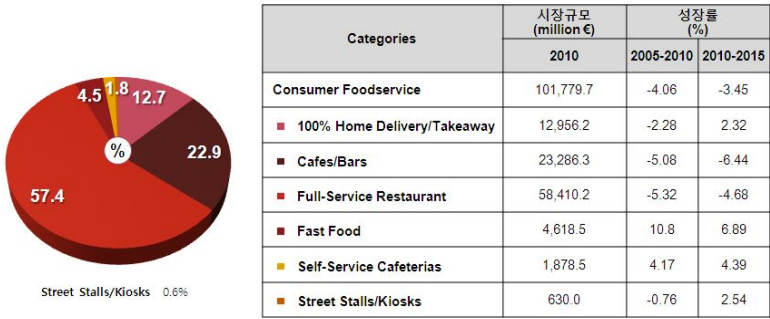 4.5
1.8
12.7
%
22.9
57.4
Street Stalls/Kiosks 0.6%
Categories 시장규모 (million €) 성장률 (%)
2010 2005-2010 2010-2015
Consumer Foodservice 101,779.7 -4.06 -3.45
100% Home Delivery/Takeaway 12,956.2 -2.28 2.32
Cafes/Bars 23,286.3 -5.08 -6.44
Full-Service Restaurant 58,410.2 -5.32 -4.68
Fast Food 4,618.5 10.8 6.89
Self-Service Cafeterias 1,878.5 4.17 4.39
Street Stalls/Kiosks 630.0 -0.76 2.54